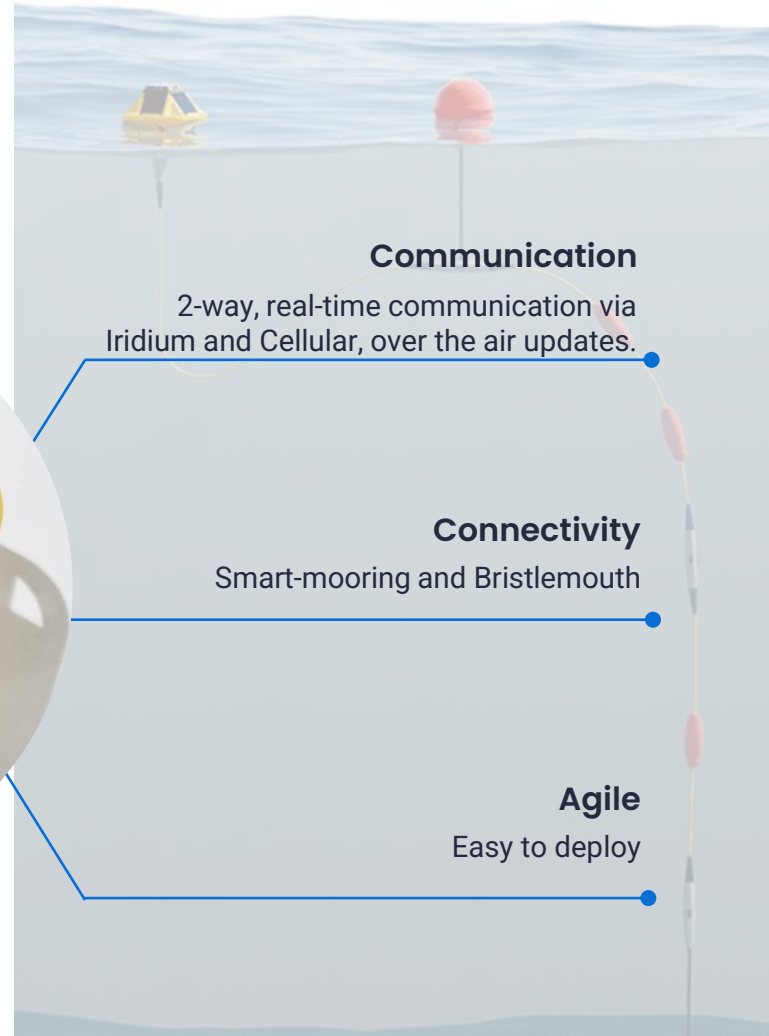 Communication
2-way, real-time communication via
Iridium and Cellular, over the air updates.
Connectivity
Smart-mooring and Bristlemouth
Agile
Easy to deploy